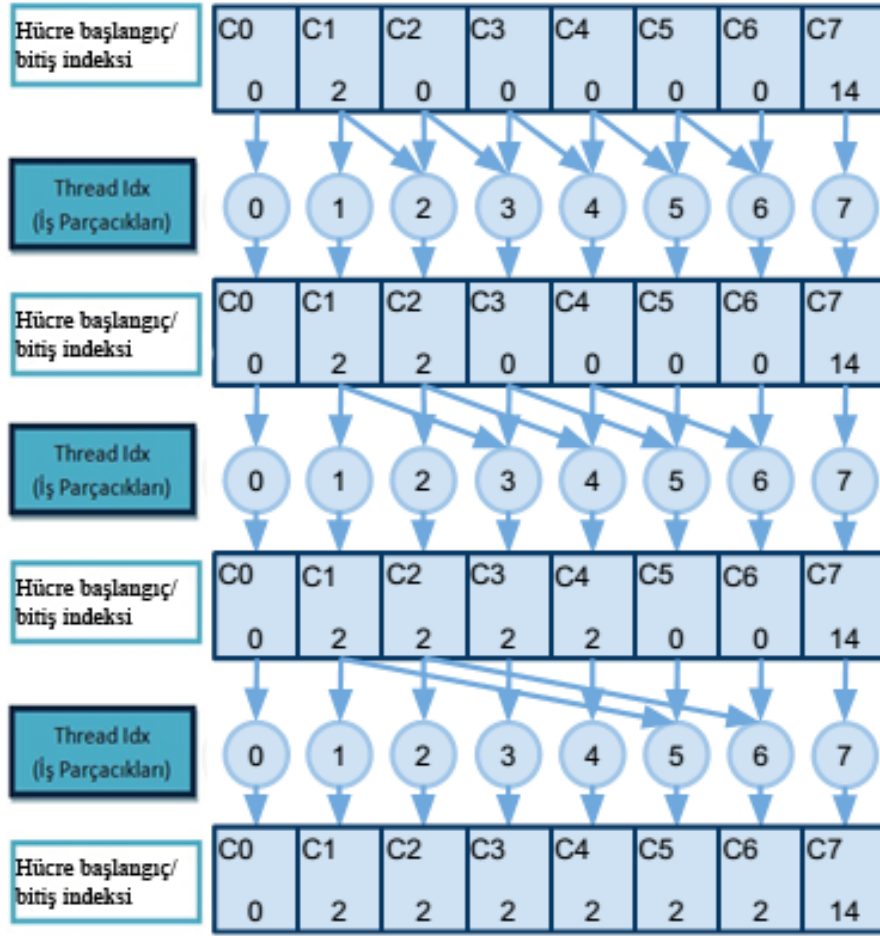 Hücre başlangıç/
bitiş indeksi
C0 C1 C2 C3 C4 C5 C6 C7
0 2 0 0 0 0 0 14
Thread Idx
(İş Parçacıkları)
0 1 2 3 4 5 6 7
Hücre başlangıç/
bitiş indeksi
C0 C1 C2 C3 C4 C5 C6 C7
0 2 2 0 0 0 0 14
Thread Idx
(İş Parçacıkları)
0 1 2 3 4 5 6 7
Hücre başlangıç/
bitiş indeksi
C0 C1 C2 C3 C4 C5 C6 C7
0 2 2 2 2 0 0 14
Thread Idx
(İş Parçacıkları)
0 1 2 3 4 5 6 7
Hücre başlangıç/
bitiş indeksi
C0 C1 C2 C3 C4 C5 C6 C7
0 2 2 2 2 2 2 14